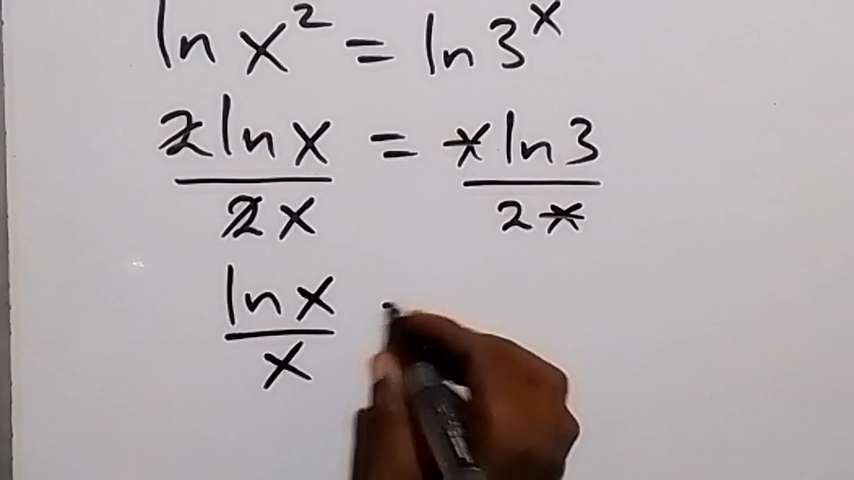 ln x² = ln 3ˣ
2 ln x / 2x = x ln 3 / 2x
ln x / x